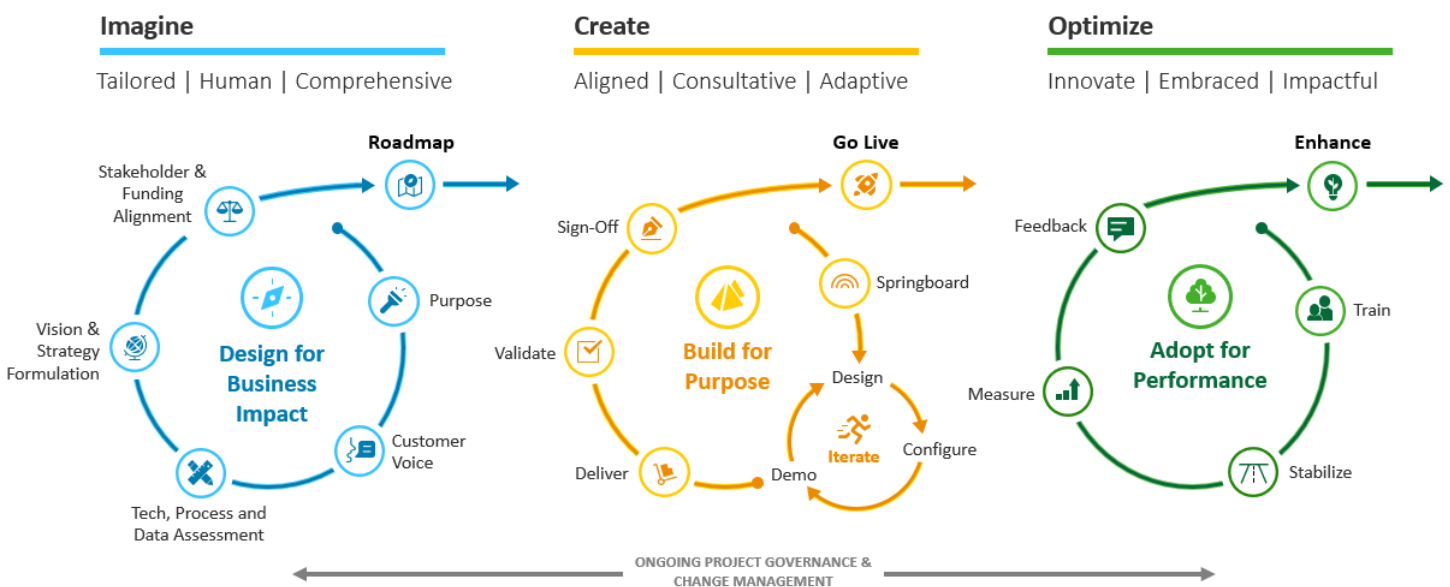 Imagine
Tailored | Human | Comprehensive
Roadmap
Stakeholder &
Funding
Alignment
Purpose
Vision &
Strategy
Formulation
Design for
Business
Impact
Customer
Voice
Tech, Process and
Data Assessment
Create
Aligned | Consultative | Adaptive
Go Live
Sign-Off
Springboard
Validate
Build for
Purpose
Design
Iterate
Configure
Deliver
Demo
Optimize
Innovate | Embraced | Impactful
Enhance
Feedback
Train
Adopt for
Performance
Measure
Stabilize
ONGOING PROJECT GOVERNANCE &
CHANGE MANAGEMENT